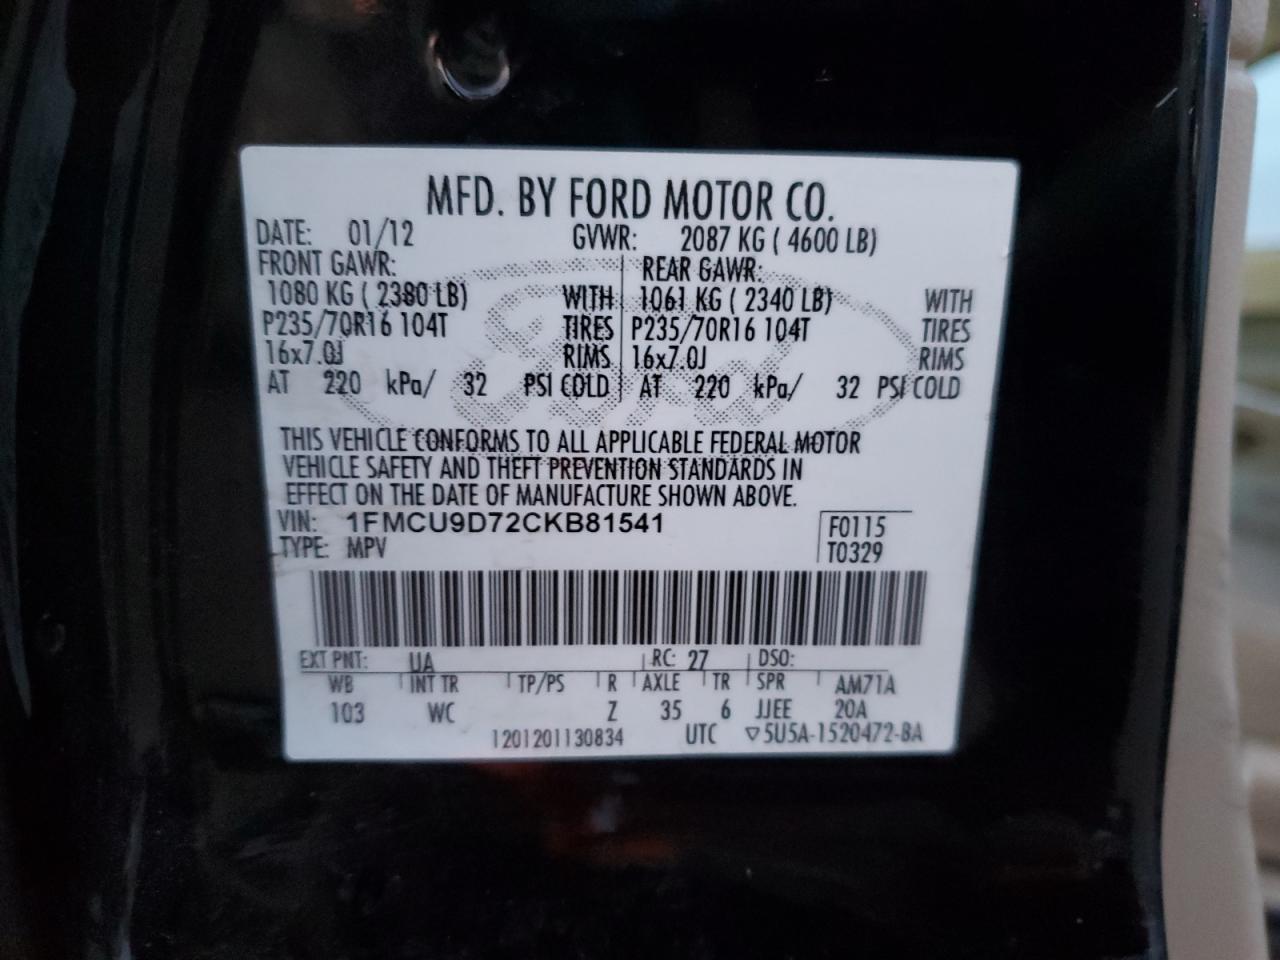 MFD. BY FORD MOTOR CO.
DATE: 01/12 GVWR: 2087 KG ( 4600 LB)
FRONT GAWR: REAR GAWR:
1080 KG ( 2380 LB) WITH 1061 KG ( 2340 LB) WITH
P235/70R16 104T TIRES P235/70R16 104T TIRES
16x7.0J RIMS 16x7.0J RIMS
AT 220 kPa/ 32 PSI COLD AT 220 kPa/ 32 PSI COLD
Ford
THIS VEHICLE CONFORMS TO ALL APPLICABLE FEDERAL MOTOR
VEHICLE SAFETY AND THEFT PREVENTION STANDARDS IN
EFFECT ON THE DATE OF MANUFACTURE SHOWN ABOVE.
VIN: 1FMCU9D72CKB81541 F0115
TYPE: MPV T0329
EXT PNT: UA RC: 27 DSO:
WB INT TR TP/PS R AXLE TR SPR AM71A
103 WC Z 35 6 JJEE 20A
1201201130834 UTC ▽5U5A-1520472-BA